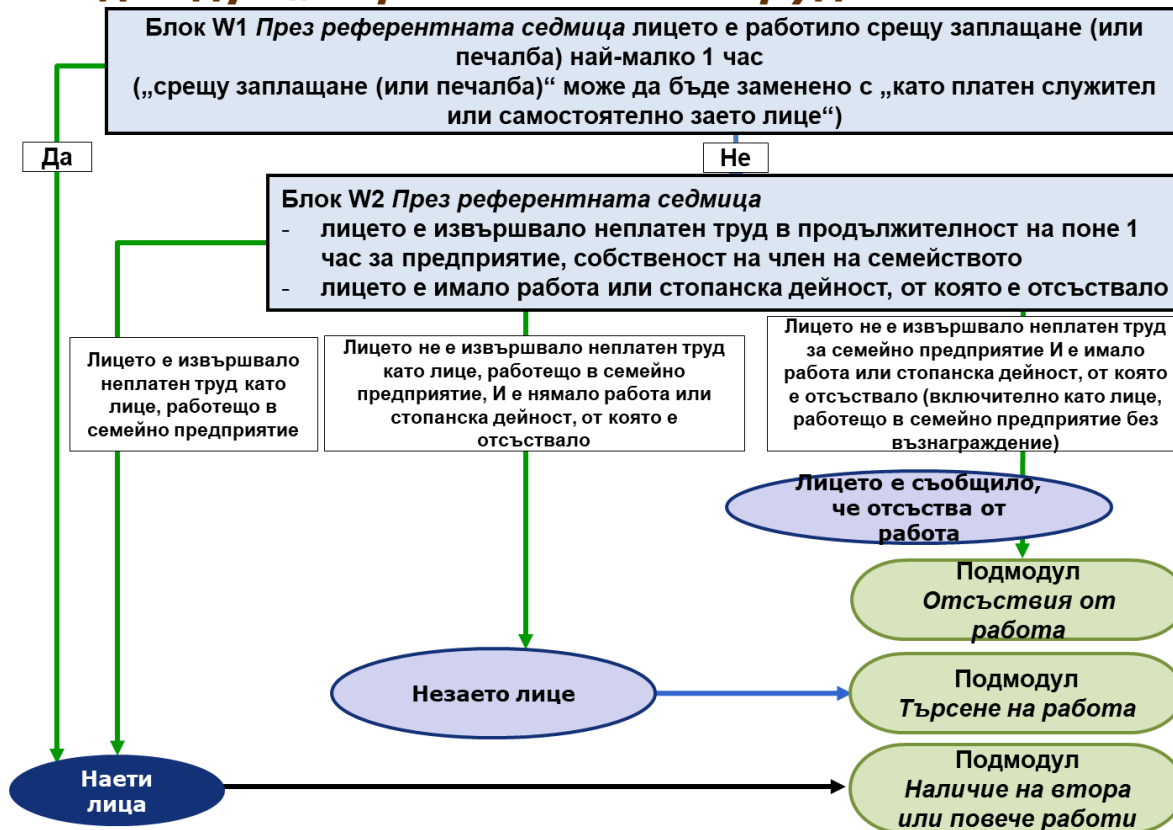 Блок W1 През референтната седмица лицето е работило срещу заплащане (или
печалба) най-малко 1 час
(„срещу заплащане (или печалба)“ може да бъде заменено с „като платен служител
или самостоятелно заето лице“)
Да
Не
Блок W2 През референтната седмица
- лицето е извършвало неплатен труд в продължителност на поне 1
час за предприятие, собственост на член на семейството
- лицето е имало работа или стопанска дейност, от която е отсъствало
Лицето е извършвало
неплатен труд като
лице, работещо в
семейно предприятие
Лицето не е извършвало неплатен труд
като лице, работещо в семейно
предприятие, И е нямало работа или
стопанска дейност, от която е
отсъствало
Лицето не е извършвало неплатен труд
за семейно предприятие И е имало
работа или стопанска дейност, от която
е отсъствало (включително като лице,
работещо в семейно предприятие без
възнаграждение)
Лицето е съобщило,
че отсъства от
работа
Подмодул
Отсъствия от
работа
Незаето лице
Подмодул
Търсене на работа
Наети
лица
Подмодул
Наличие на втора
или повече работи